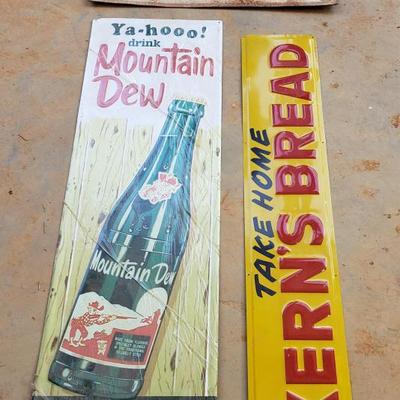 Ya-hooo!
drink
Mountain
Dew
Mountain Dew
TAKE HOME
KERN'S BREAD